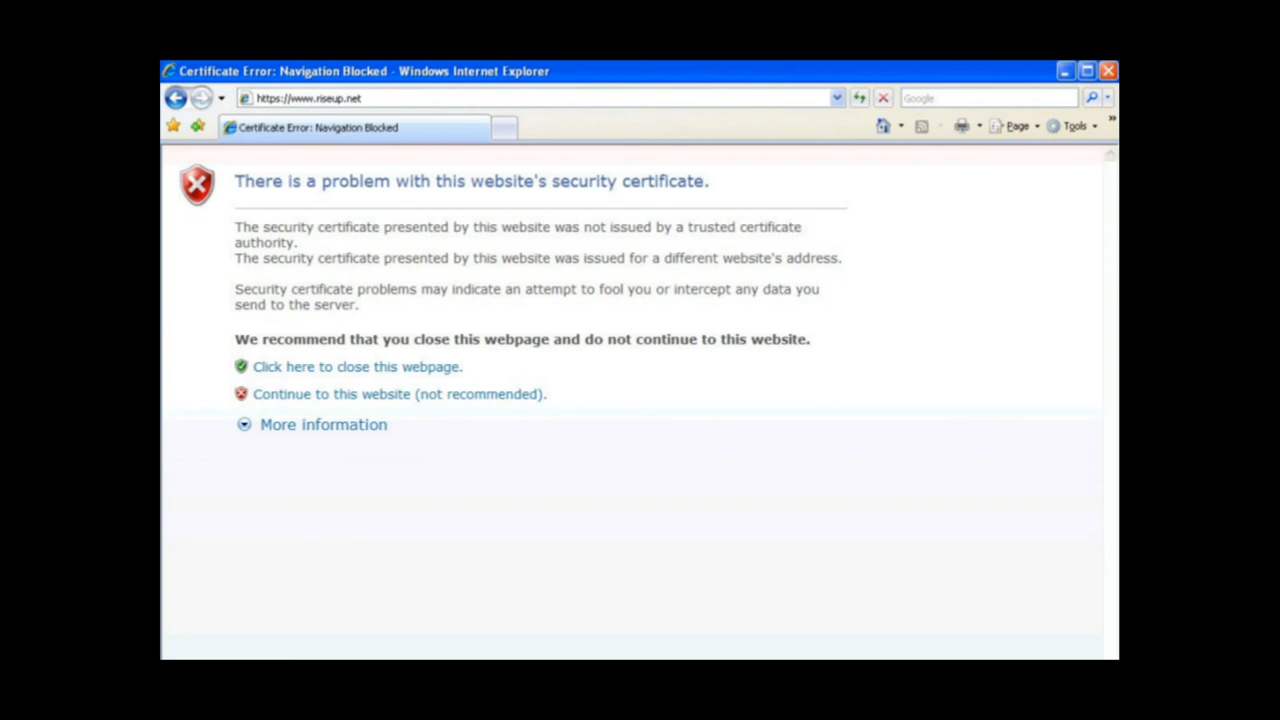 Certificate Error: Navigation Blocked - Windows Internet Explorer
https://www.riseup.net
Google
Certificate Error: Navigation Blocked
Page
Tools
»
There is a problem with this website's security certificate.
The security certificate presented by this website was not issued by a trusted certificate
authority.
The security certificate presented by this website was issued for a different website's address.
Security certificate problems may indicate an attempt to fool you or intercept any data you
send to the server.
We recommend that you close this webpage and do not continue to this website.
Click here to close this webpage.
Continue to this website (not recommended).
More information